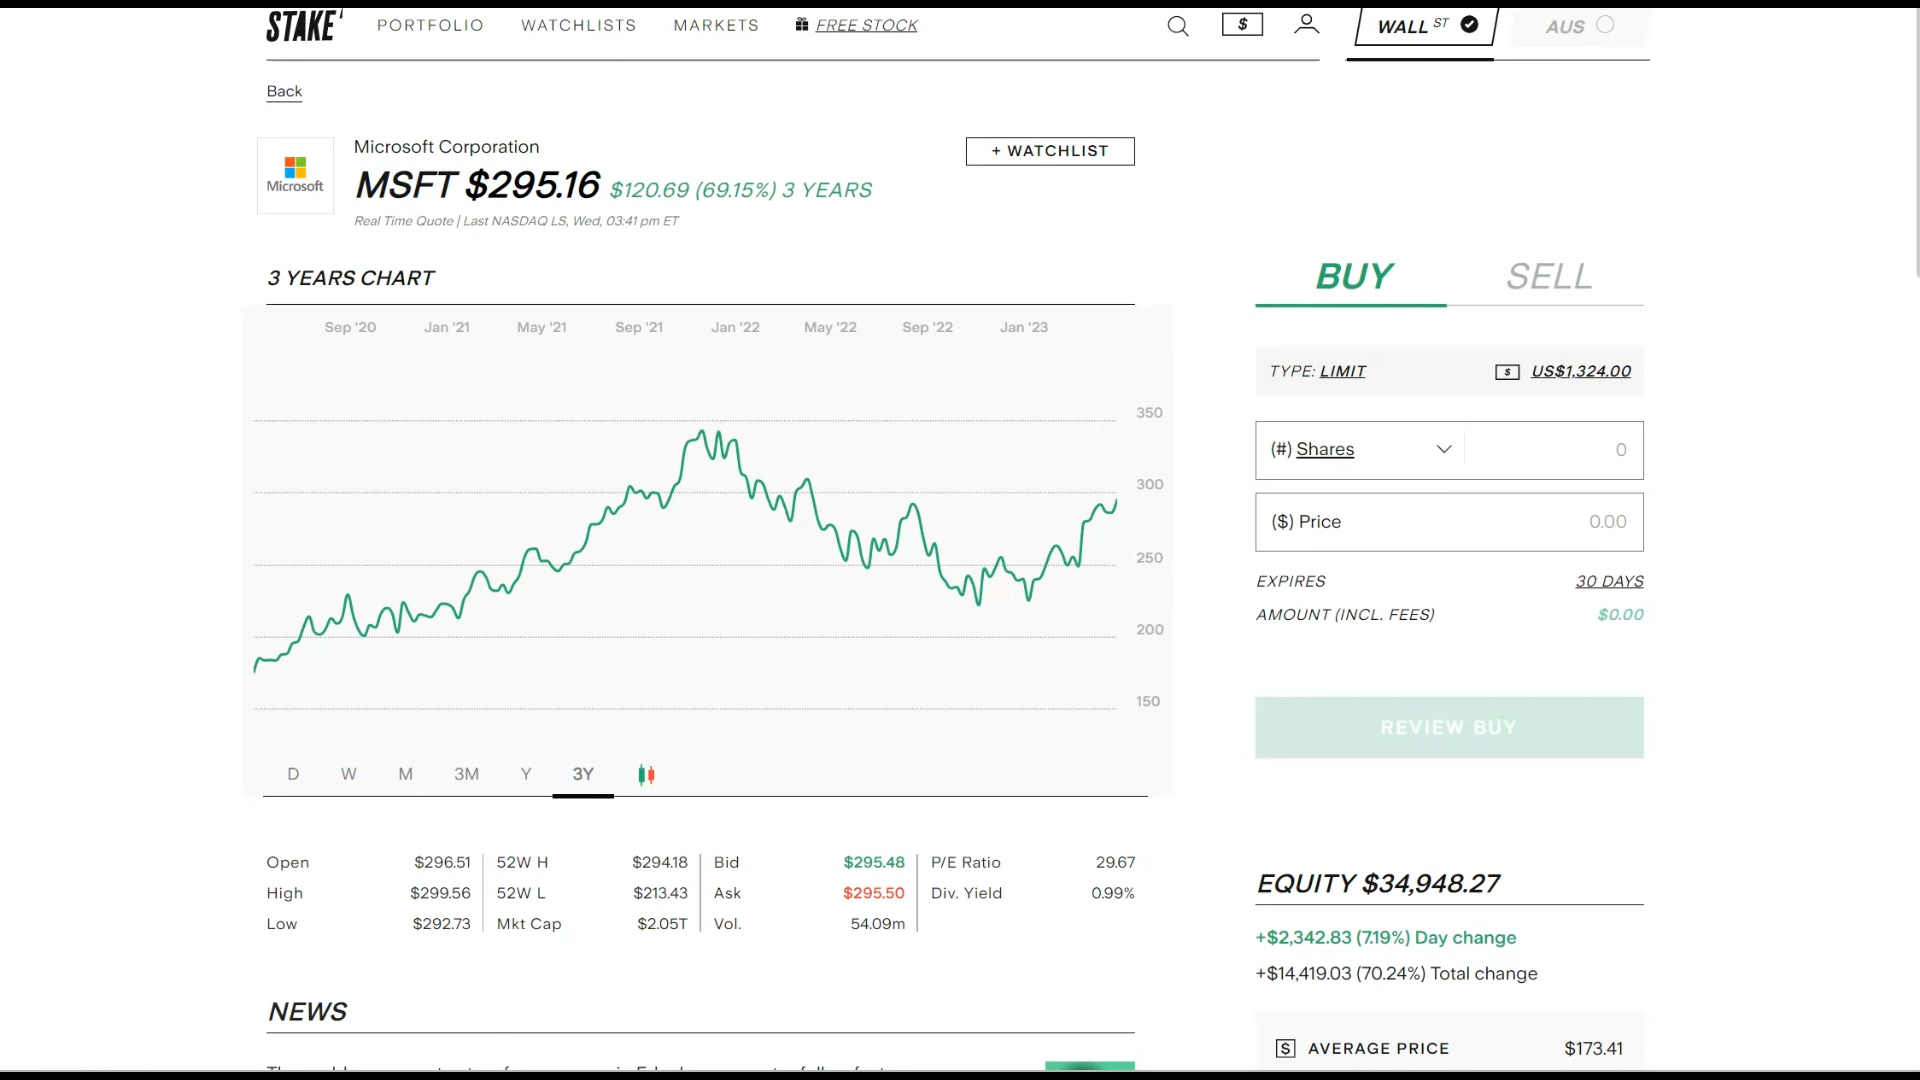 STAKE
PORTFOLIO
WATCHLISTS
MARKETS
FREE STOCK
$
WALL ST
AUS
Back
Microsoft
Microsoft Corporation
MSFT $295.16 $120.69 (69.15%) 3 YEARS
Real Time Quote | Last NASDAQ LS, Wed, 03:41 pm ET
+ WATCHLIST
3 YEARS CHART
Sep '20 Jan '21 May '21 Sep '21 Jan '22 May '22 Sep '22 Jan '23
350
300
250
200
150
D W M 3M Y 3Y
Open $296.51
High $299.56
Low $292.73
52W H $294.18
52W L $213.43
Mkt Cap $2.05T
Bid $295.48
Ask $295.50
Vol. 54.09m
P/E Ratio 29.67
Div. Yield 0.99%
NEWS
BUY
SELL
TYPE: LIMIT
$ US$1,324.00
(#) Shares 0
($) Price 0.00
EXPIRES 30 DAYS
AMOUNT (INCL. FEES) $0.00
REVIEW BUY
EQUITY $34,948.27
+$2,342.83 (7.19%) Day change
+$14,419.03 (70.24%) Total change
$ AVERAGE PRICE $173.41